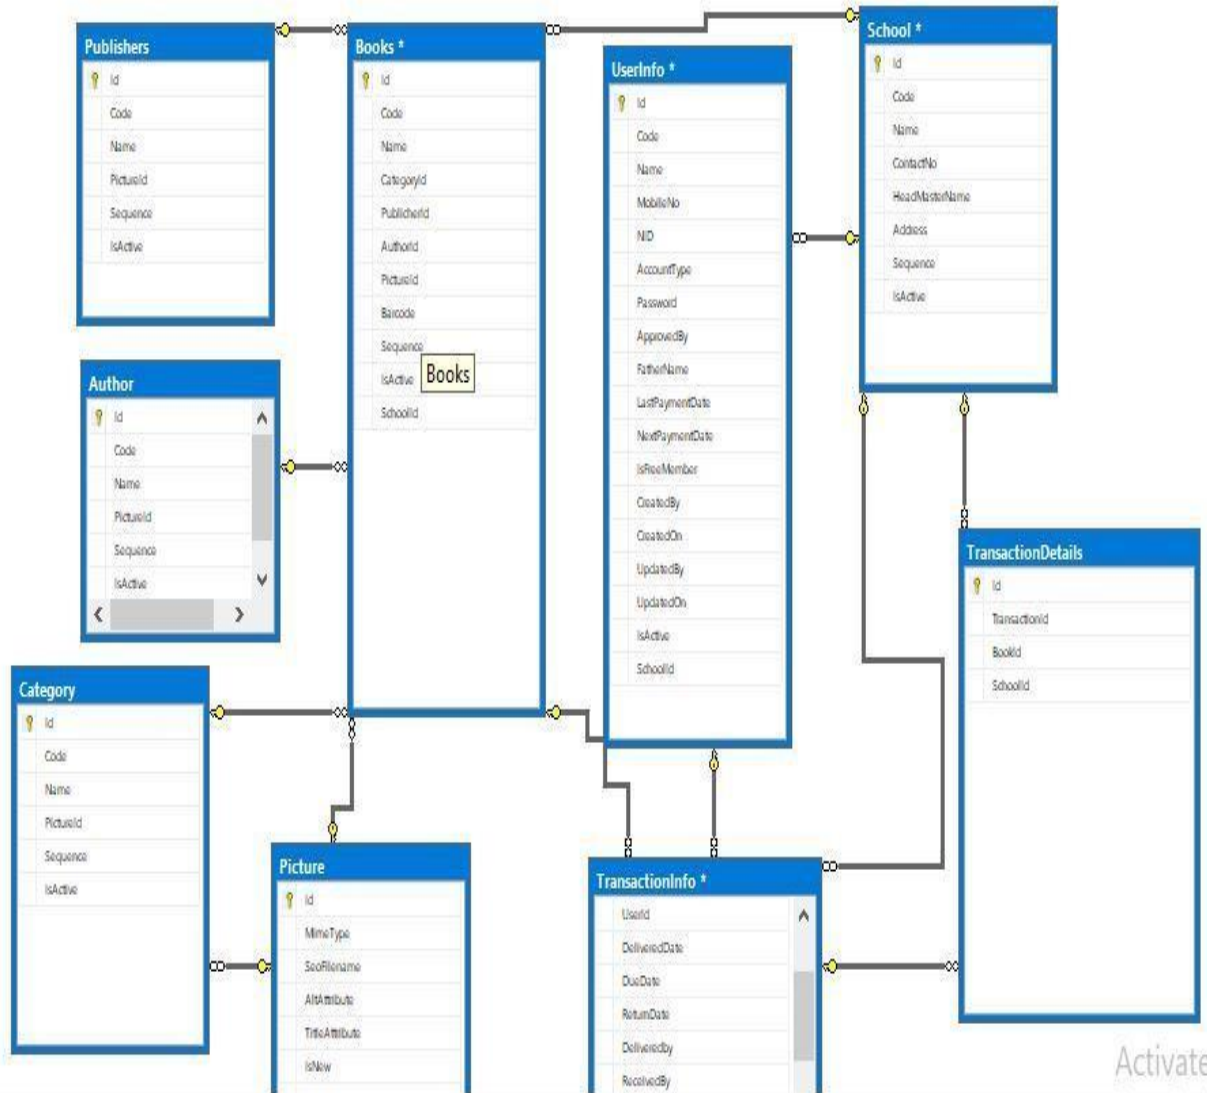 Publishers
Id
Code
Name
PictureId
Sequence
IsActive
Books *
Id
Code
Name
CategoryId
PublicherId
AuthorId
PictureId
Barcode
Sequence
IsActive
SchoolId
Books
UserInfo *
Id
Code
Name
MobileNo
NID
AccountType
Password
ApprovedBy
FatherName
LastPaymentDate
NextPaymentDate
IsFreeMember
CreatedBy
CreatedOn
UpdatedBy
UpdatedOn
IsActive
SchoolId
School *
Id
Code
Name
ContactNo
HeadMasterName
Address
Sequence
IsActive
Author
Id
Code
Name
PictureId
Sequence
IsActive
Category
Id
Code
Name
PictureId
Sequence
IsActive
Picture
Id
MimeType
SeoFilename
AltAttribute
TitleAttribute
IsNew
TransactionInfo *
UserId
DeliveredDate
DueDate
ReturnDate
Deliveredby
ReceivedBy
TransactionDetails
Id
TransactionId
BookId
SchoolId
Activate